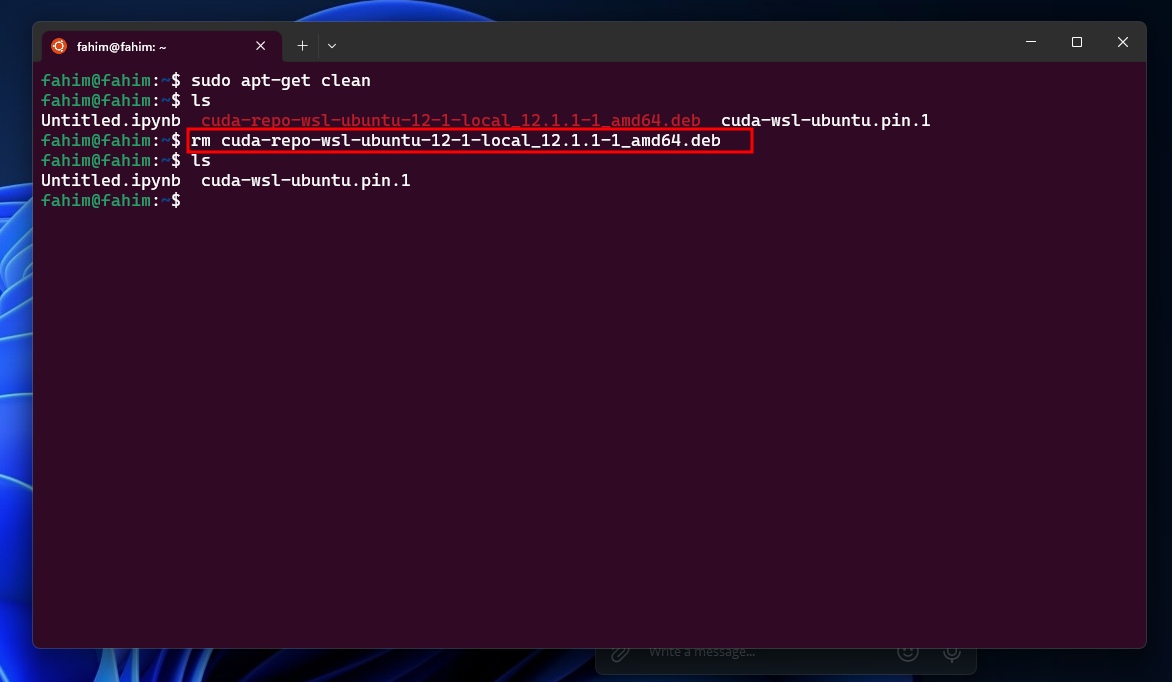 fahim@fahim: ~
fahim@fahim:~$ sudo apt-get clean
fahim@fahim:~$ ls
Untitled.ipynb  cuda-repo-wsl-ubuntu-12-1-local_12.1.1-1_amd64.deb  cuda-wsl-ubuntu.pin.1
fahim@fahim:~$ rm cuda-repo-wsl-ubuntu-12-1-local_12.1.1-1_amd64.deb
fahim@fahim:~$ ls
Untitled.ipynb  cuda-wsl-ubuntu.pin.1
fahim@fahim:~$
Write a message...